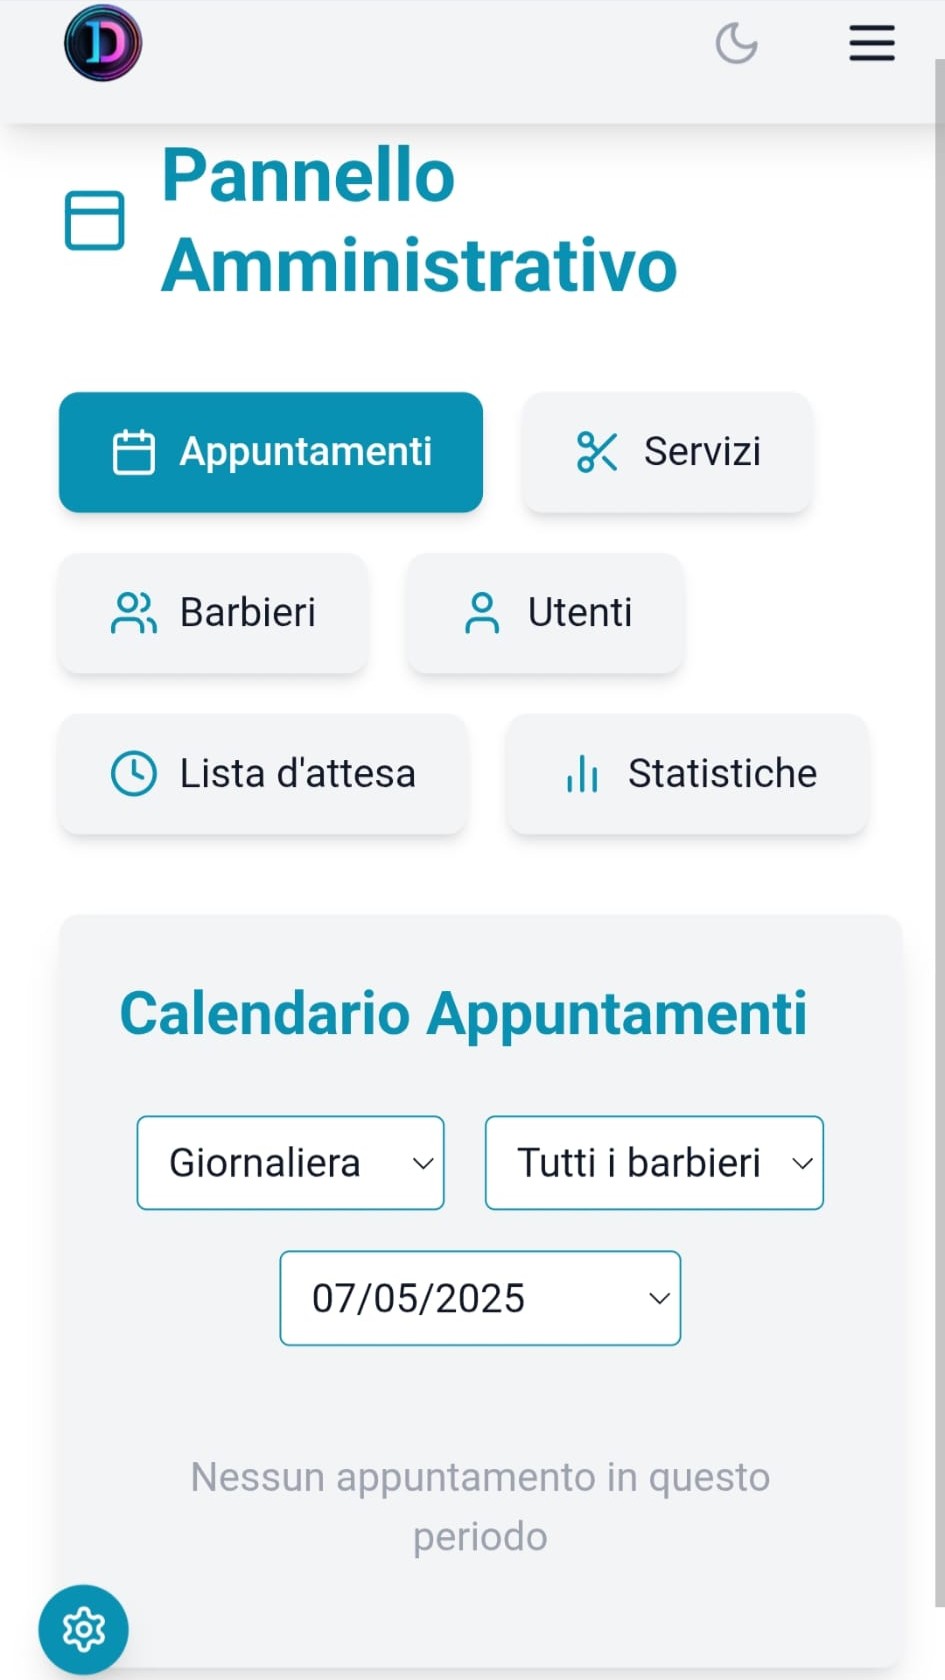 D
Pannello
Amministrativo
Appuntamenti
Servizi
Barbieri
Utenti
Lista d'attesa
Statistiche
Calendario Appuntamenti
Giornaliera
Tutti i barbieri
07/05/2025
Nessun appuntamento in questo
periodo